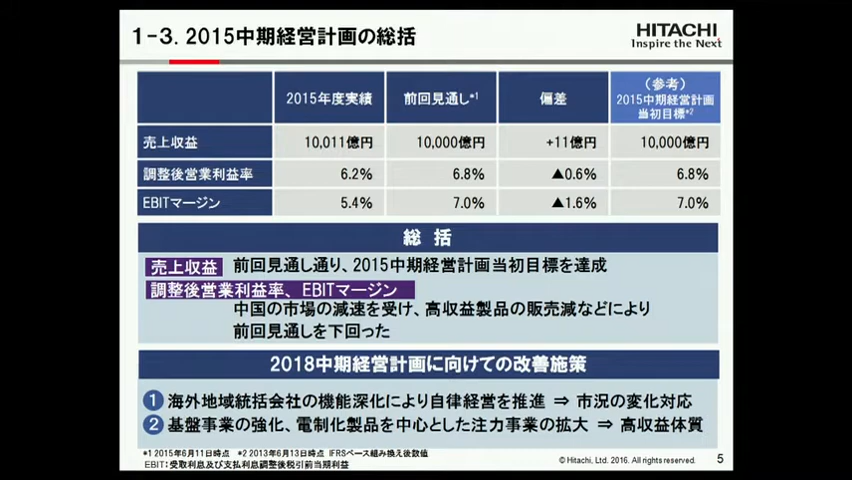 1-3. 2015中期経営計画の総括
HITACHI
Inspire the Next
2015年度実績 前回見通し*1 偏差 （参考）2015中期経営計画当初目標*2
売上収益 10,011億円 10,000億円 +11億円 10,000億円
調整後営業利益率 6.2% 6.8% ▲0.6% 6.8%
EBITマージン 5.4% 7.0% ▲1.6% 7.0%
総 括
売上収益 前回見通し通り、2015中期経営計画当初目標を達成
調整後営業利益率、EBITマージン
中国の市場の減速を受け、高収益製品の販売減などにより
前回見通しを下回った
2018中期経営計画に向けての改善施策
① 海外地域統括会社の機能深化により自律経営を推進 ⇒ 市況の変化対応
② 基盤事業の強化、電制化製品を中心とした注力事業の拡大 ⇒ 高収益体質
*1 2015年6月11日時点 *2 2013年6月13日時点 IFRSベース組み換え後数値
EBIT：受取利息及び支払利息調整後税引前当期利益
© Hitachi, Ltd. 2016. All rights reserved. 5